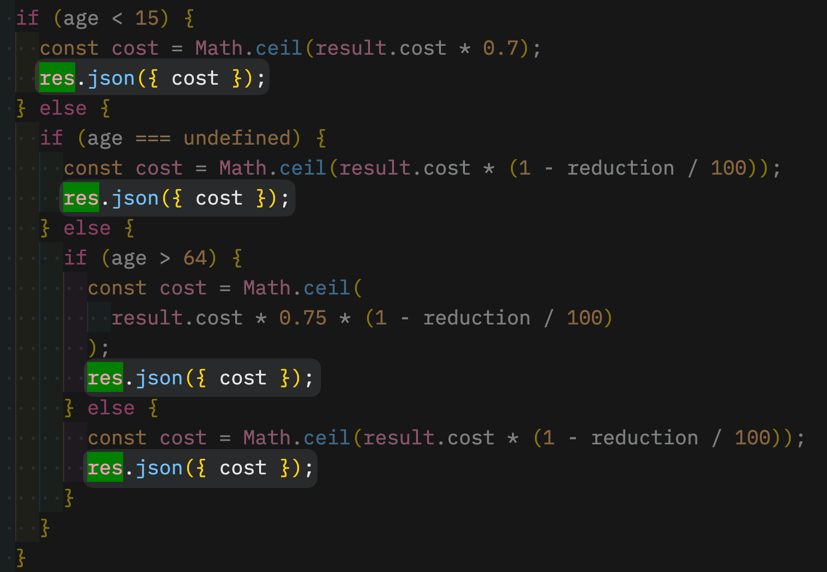 if (age < 15) {
  const cost = Math.ceil(result.cost * 0.7);
  res.json({ cost });
} else {
  if (age === undefined) {
    const cost = Math.ceil(result.cost * (1 - reduction / 100));
    res.json({ cost });
  } else {
    if (age > 64) {
      const cost = Math.ceil(
        result.cost * 0.75 * (1 - reduction / 100)
      );
      res.json({ cost });
    } else {
      const cost = Math.ceil(result.cost * (1 - reduction / 100));
      res.json({ cost });
    }
  }
}